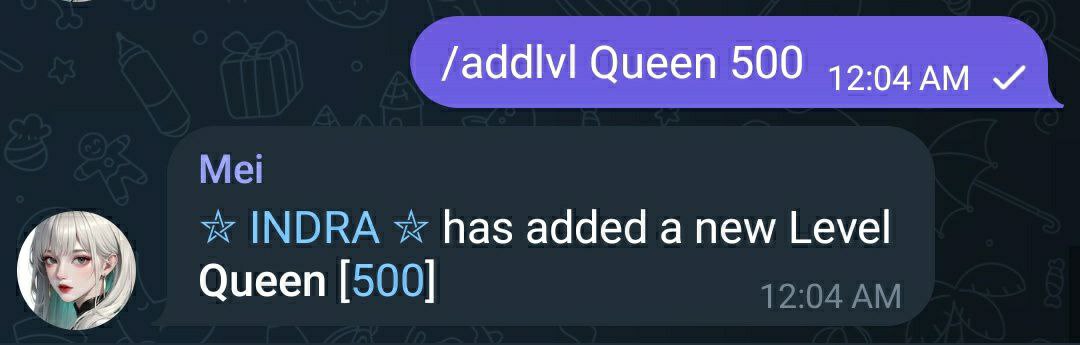 /addlvl Queen 500 12:04 AM
Mei
☆ INDRA ☆ has added a new Level
Queen [500]
12:04 AM